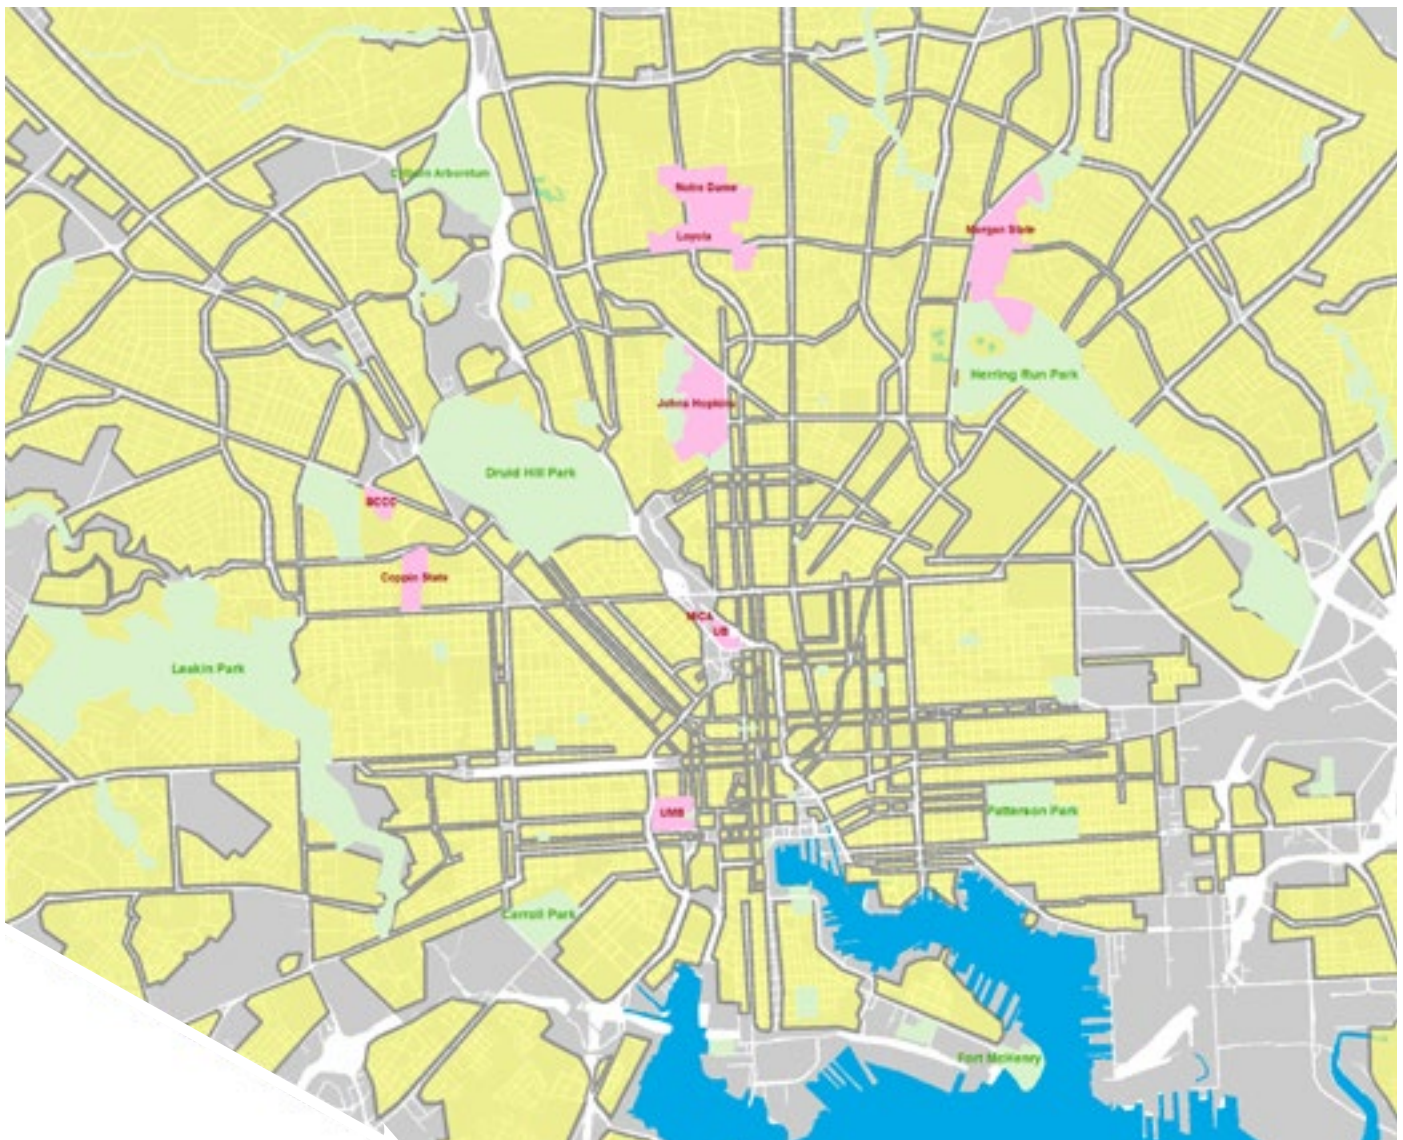 Cylburn Arboretum
Notre Dame
Loyola
Morgan State
Herring Run Park
Johns Hopkins
Druid Hill Park
BCCC
Coppin State
MICA
UB
Leakin Park
UMB
Patterson Park
Carroll Park
Fort McHenry